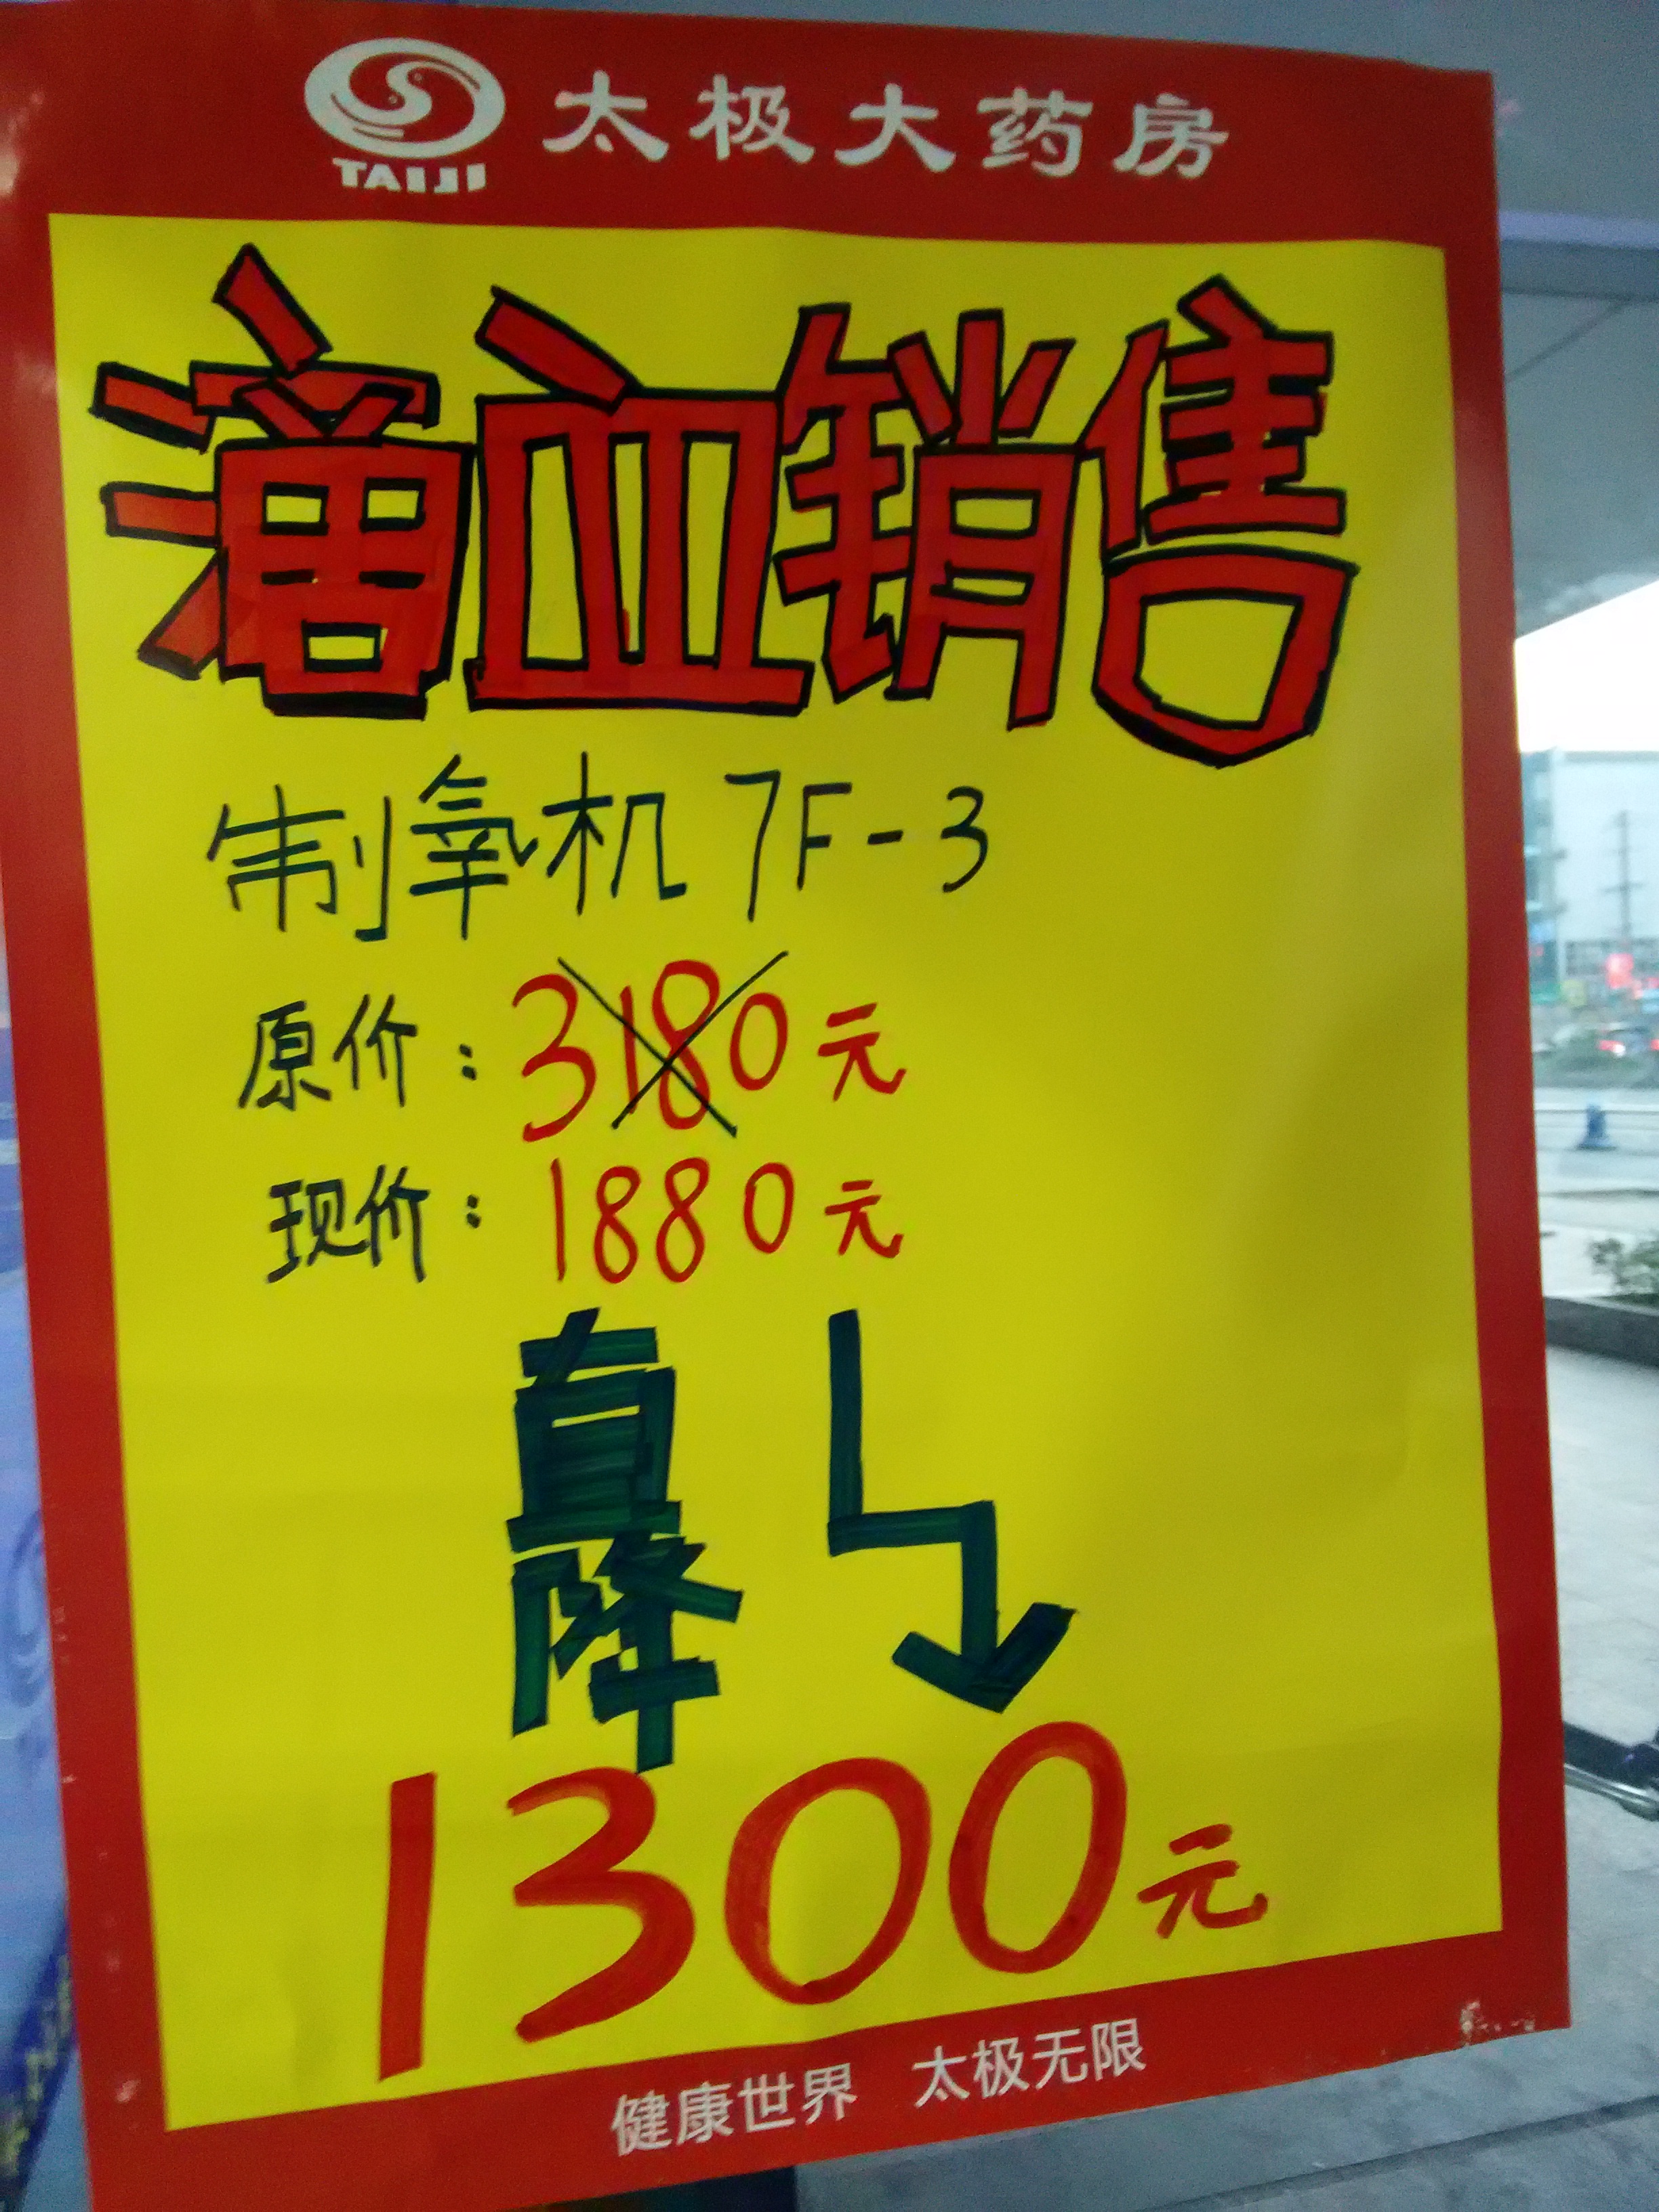 TAIJI 太极大药房
滴血销售
制氧机 7F-3
原价：3180元
现价：1880元
直
降
1300元
健康世界 太极无限